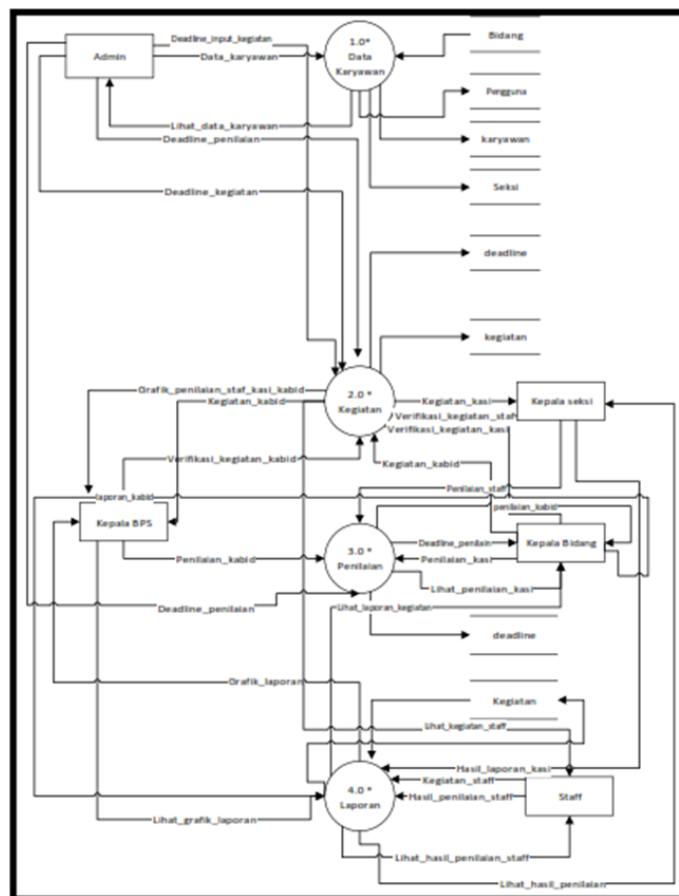 Admin
Deadline_input_kegiatan
Data_karyawan
1.0*
Data
Karyawan
Bidang
Pengguna
karyawan
Seksi
Lihat_data_karyawan
Deadline_penilaian
Deadline_kegiatan
deadline
kegiatan
2.0 *
Kegiatan
Grafik_penilaian_staf_kasi_kabid
Kegiatan_kabid
Kegiatan_kasi
Kepala seksi
Verifikasi_kegiatan_staf
Verifikasi_kegiatan_kasi
Verifikasi_kegiatan_kabid
Kegiatan_kabid
Penilaian_staff
laporan_kabid
penilaian_kabid
Kepala BPS
3.0 *
Penilaian
Deadline_penilain
Kepala Bidang
Penilaian_kabid
Penilaian_kasi
Lihat_penilaian_kasi
Deadline_penilaian
Lihat_laporan_kegiatan
deadline
Grafik_laporan
Kegiatan
Lihat_kegiatan_staff
Hasil_laporan_kasi
Kegiatan_staff
4.0 *
Laporan
Hasil_penilaian_staff
Staff
Lihat_grafik_laporan
Lihat_hasil_penilaian_staff
Lihat_hasil_penilaian